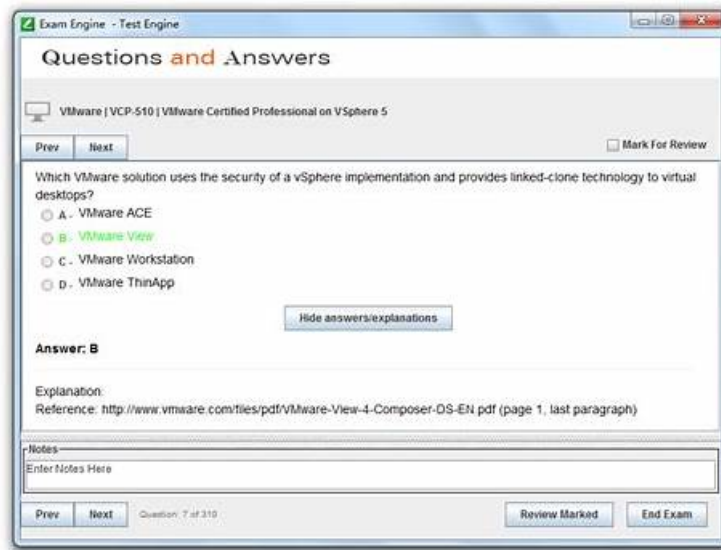 Exam Engine - Test Engine
Questions and Answers
VMware | VCP-510 | VMware Certified Professional on VSphere 5
Prev Next Mark For Review
Which VMware solution uses the security of a vSphere implementation and provides linked-clone technology to virtual
desktops?
A. VMware ACE
B. VMware View
C. VMware Workstation
D. VMware ThinApp
Hide answers/explanations
Answer: B
Explanation:
Reference: http://www.vmware.com/files/pdf/VMware-View-4-Composer-DS-EN.pdf (page 1, last paragraph)
Notes
Enter Notes Here
Prev Next Question: 7 of 310 Review Marked End Exam